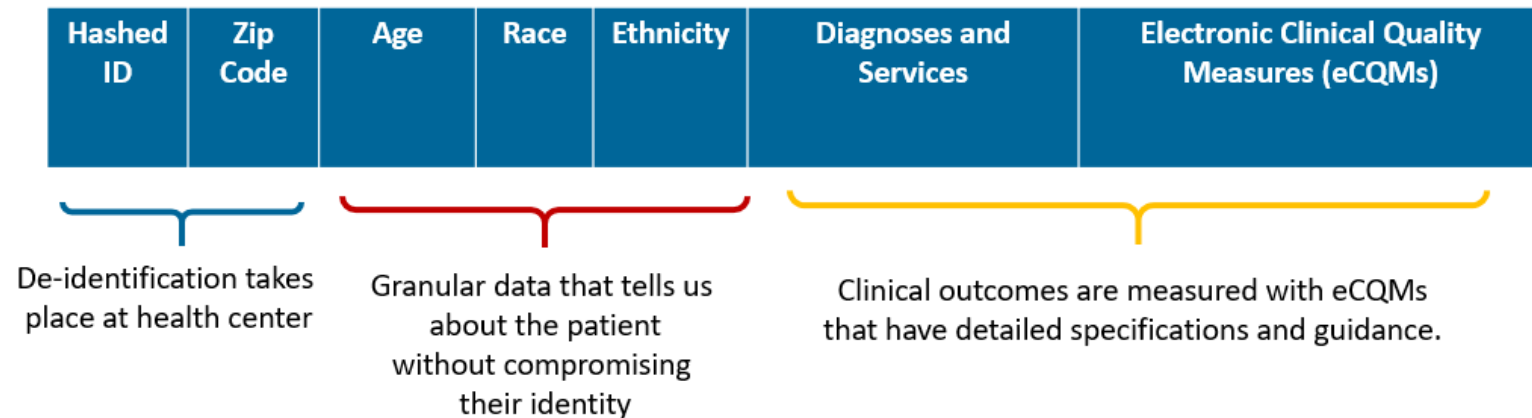 Hashed
ID
Zip
Code
Age
Race
Ethnicity
Diagnoses and
Services
Electronic Clinical Quality
Measures (eCQMs)
De-identification takes
place at health center
Granular data that tells us
about the patient
without compromising
their identity
Clinical outcomes are measured with eCQMs
that have detailed specifications and guidance.